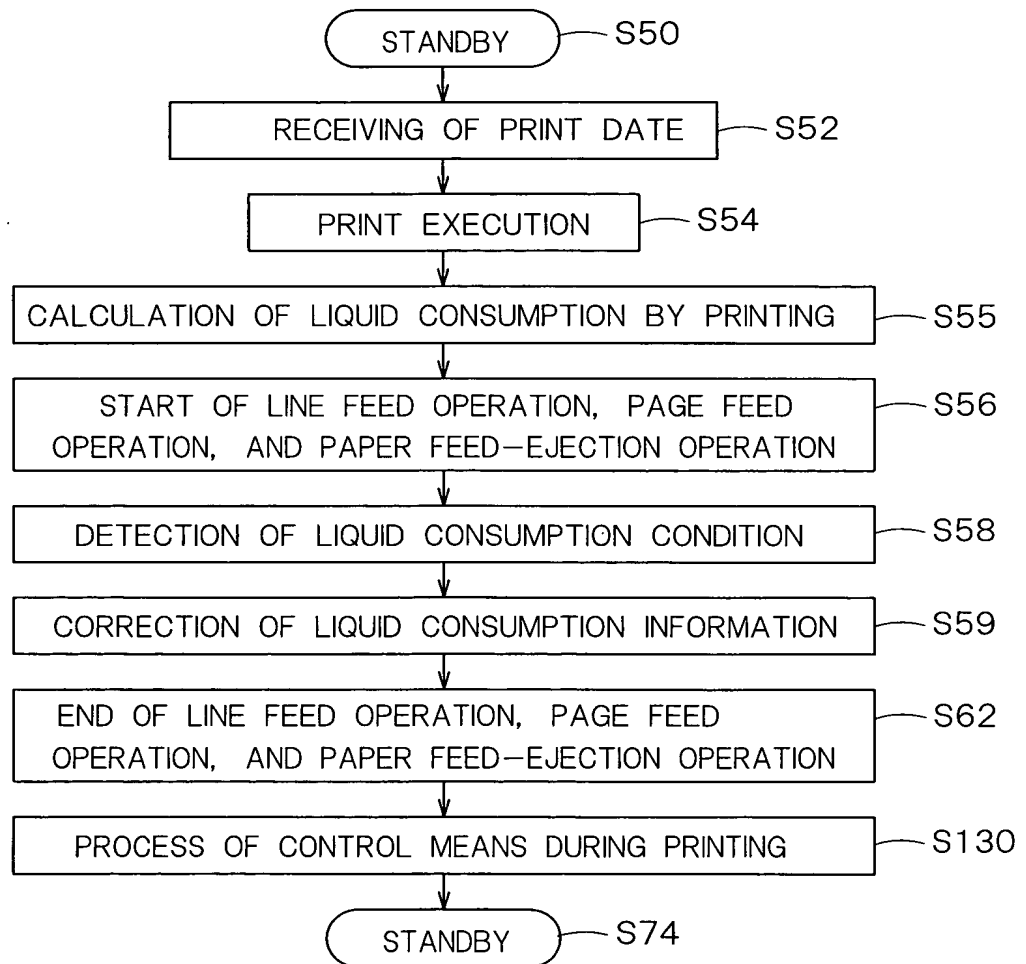 STANDBY S50
RECEIVING OF PRINT DATE S52
PRINT EXECUTION S54
CALCULATION OF LIQUID CONSUMPTION BY PRINTING S55
START OF LINE FEED OPERATION, PAGE FEED S56
OPERATION, AND PAPER FEED-EJECTION OPERATION
DETECTION OF LIQUID CONSUMPTION CONDITION S58
CORRECTION OF LIQUID CONSUMPTION INFORMATION S59
END OF LINE FEED OPERATION, PAGE FEED S62
OPERATION, AND PAPER FEED-EJECTION OPERATION
PROCESS OF CONTROL MEANS DURING PRINTING S130
STANDBY S74